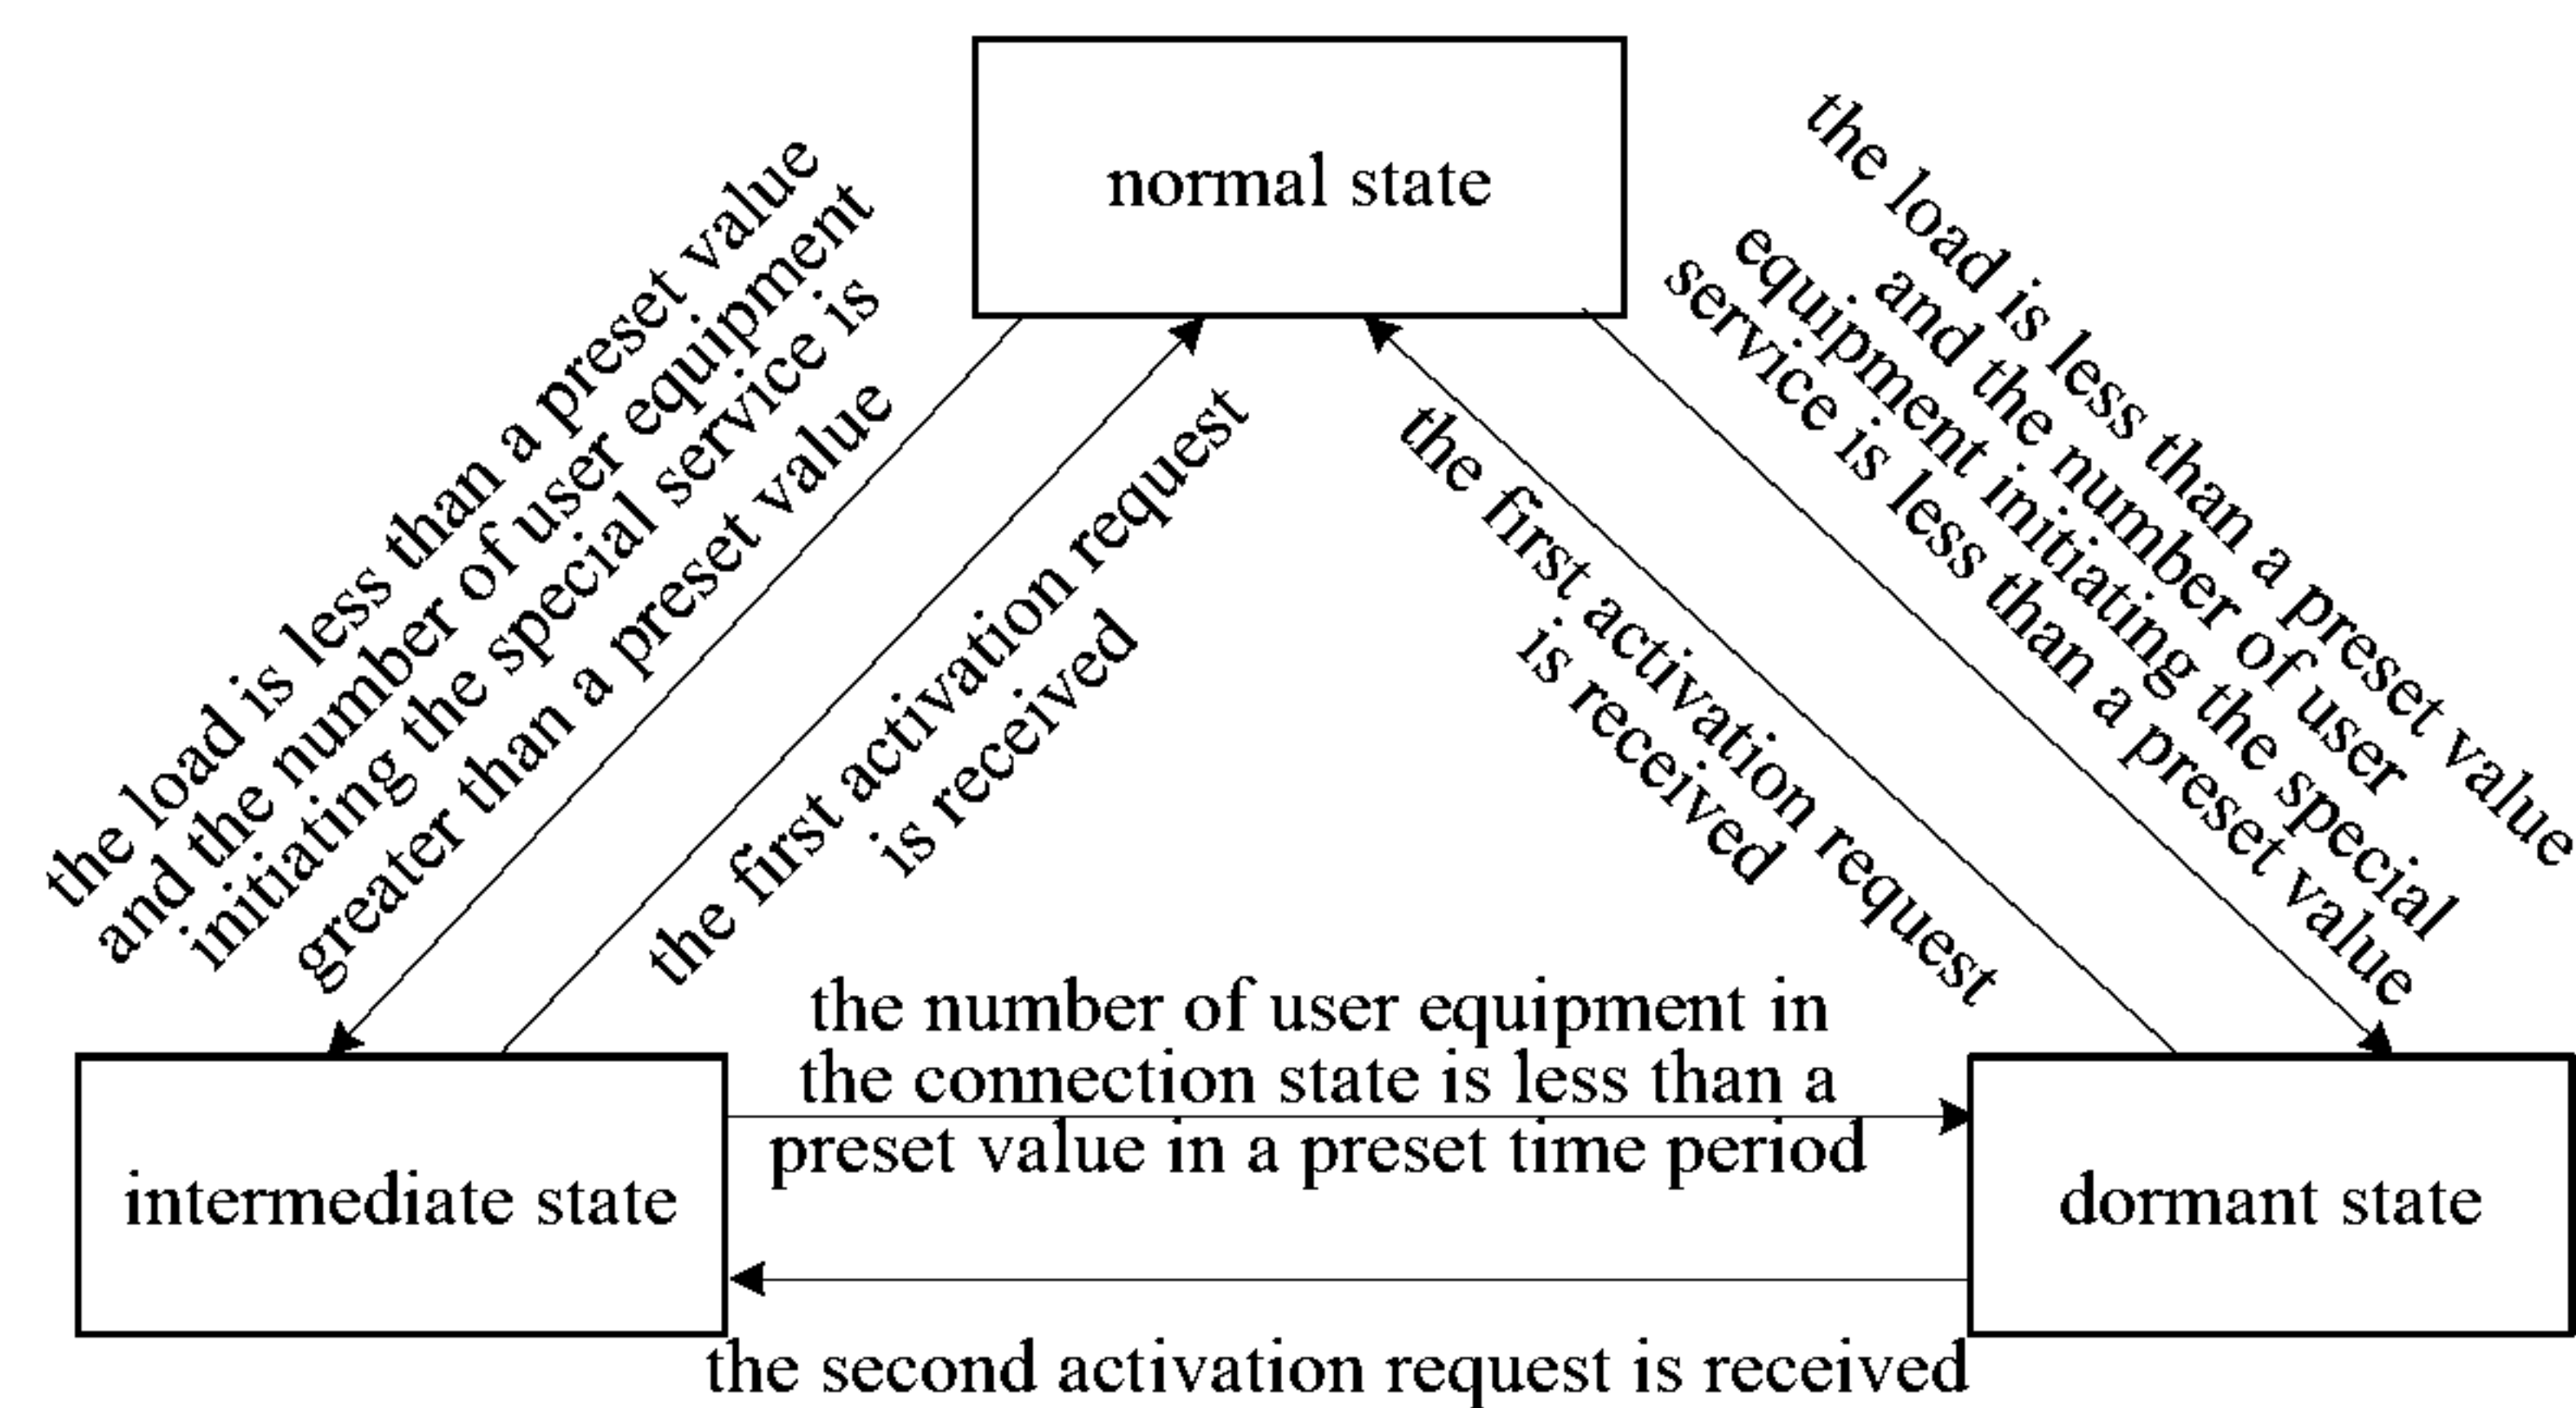 normal state
the load is less than a preset value
and the number of user equipment
initiating the special service is
greater than a preset value
the first activation request
is received
the first activation request
is received
the load is less than a preset value
and the number of user
equipment initiating the special
service is less than a preset value
the number of user equipment in
the connection state is less than a
preset value in a preset time period
intermediate state
dormant state
the second activation request is received